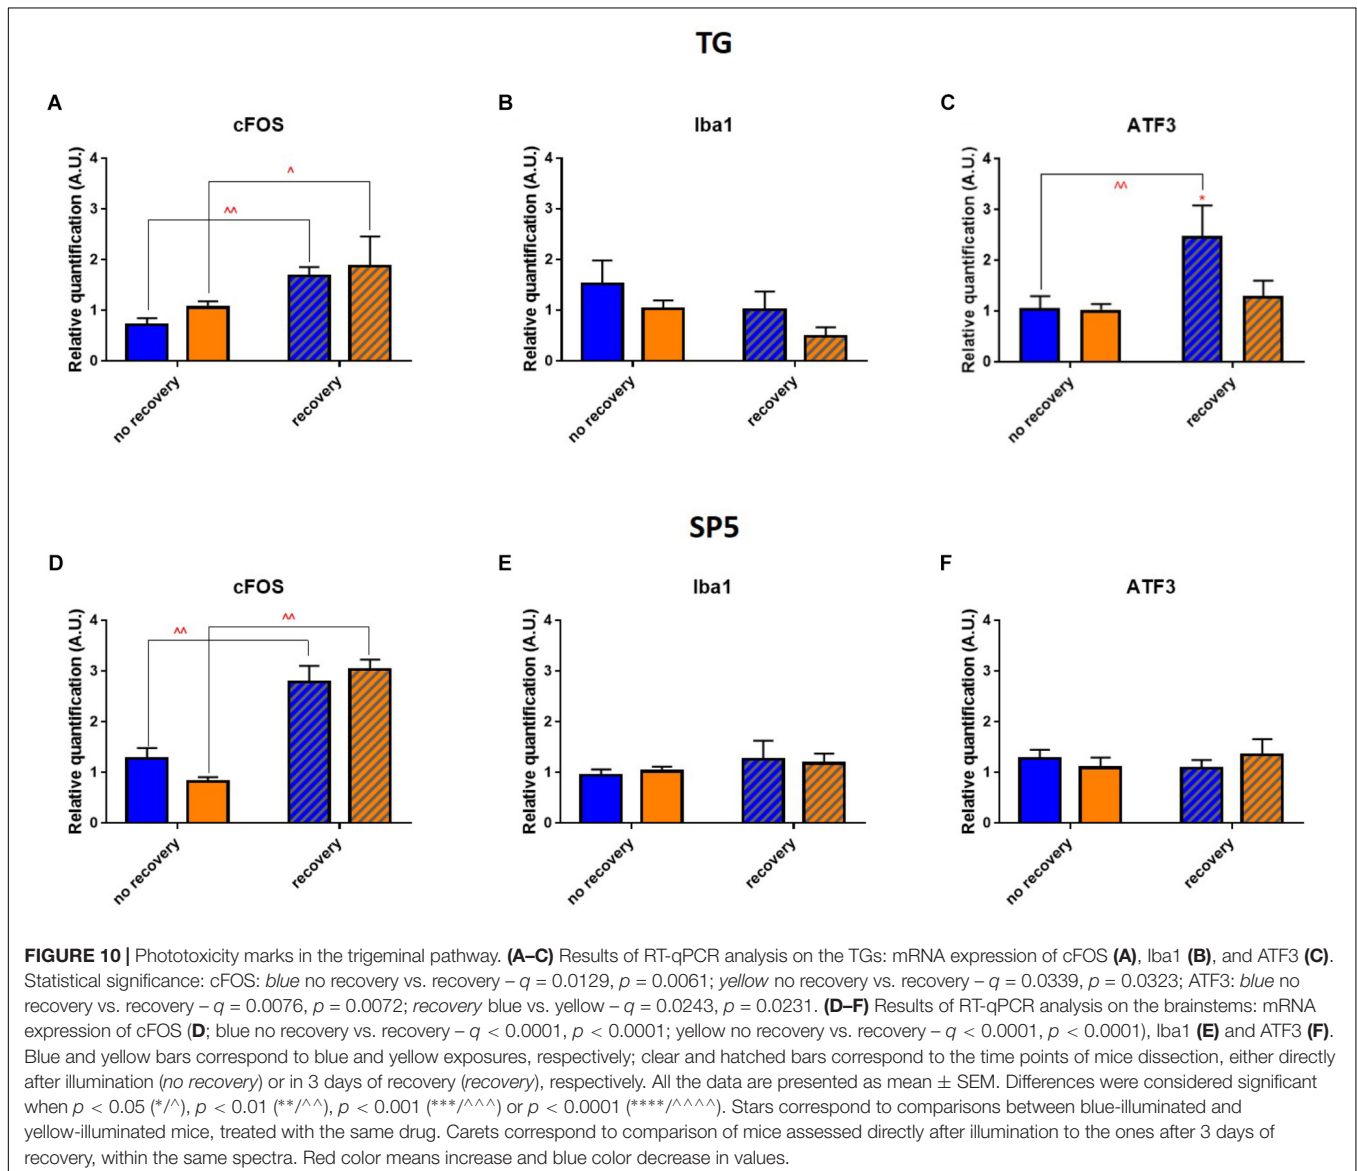 TG
A
B
C
cFOS
Iba1
ATF3
Relative quantification (A.U.)
4
3
2
1
0
^^
^
no recovery
recovery
Relative quantification (A.U.)
4
3
2
1
0
no recovery
recovery
Relative quantification (A.U.)
4
3
2
1
0
^^
*
no recovery
recovery
SP5
D
E
F
cFOS
Iba1
ATF3
Relative quantification (A.U.)
4
3
2
1
0
^^
^^
no recovery
recovery
Relative quantification (A.U.)
4
3
2
1
0
no recovery
recovery
Relative quantification (A.U.)
4
3
2
1
0
no recovery
recovery
FIGURE 10 | Phototoxicity marks in the trigeminal pathway. (A–C) Results of RT-qPCR analysis on the TGs: mRNA expression of cFOS (A), Iba1 (B), and ATF3 (C).
Statistical significance: cFOS: blue no recovery vs. recovery – q = 0.0129, p = 0.0061; yellow no recovery vs. recovery – q = 0.0339, p = 0.0323; ATF3: blue no
recovery vs. recovery – q = 0.0076, p = 0.0072; recovery blue vs. yellow – q = 0.0243, p = 0.0231. (D–F) Results of RT-qPCR analysis on the brainstems: mRNA
expression of cFOS (D; blue no recovery vs. recovery – q < 0.0001, p < 0.0001; yellow no recovery vs. recovery – q < 0.0001, p < 0.0001), Iba1 (E) and ATF3 (F).
Blue and yellow bars correspond to blue and yellow exposures, respectively; clear and hatched bars correspond to the time points of mice dissection, either directly
after illumination (no recovery) or in 3 days of recovery (recovery), respectively. All the data are presented as mean ± SEM. Differences were considered significant
when p < 0.05 (*/^), p < 0.01 (**/^^), p < 0.001 (***/^^^) or p < 0.0001 (****/^^^^). Stars correspond to comparisons between blue-illuminated and
yellow-illuminated mice, treated with the same drug. Carets correspond to comparison of mice assessed directly after illumination to the ones after 3 days of
recovery, within the same spectra. Red color means increase and blue color decrease in values.